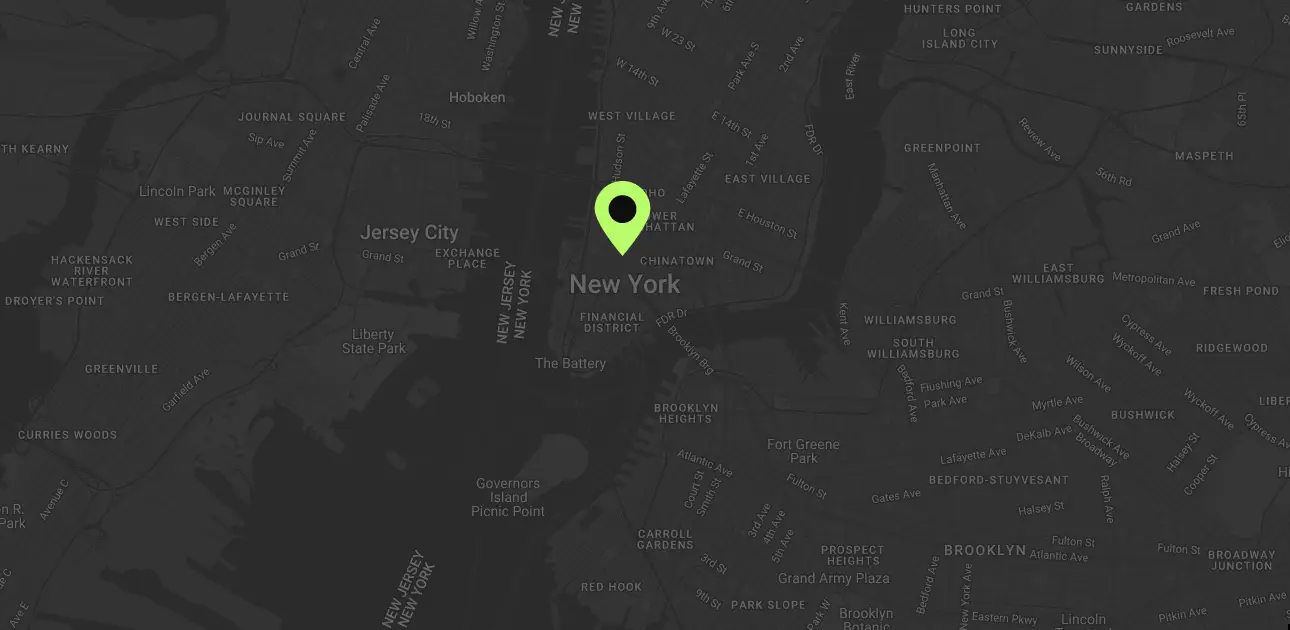 HUNTERS POINT
GARDENS
Willow A
Washington St
NEW J
NEW
9th Ave
7th
6th
W 23 St
Central Ave
LONG
ISLAND CITY
SUNNYSIDE
Roosevelt Ave
2nd Ave
Park Ave S
W 14th St
East River
Palisade Ave
Hoboken
65th Pl
JOURNAL SQUARE
18th St
WEST VILLAGE
E 14th St
FDR Dr
Review Ave
Sip Ave
Summit Ave
Hudson St
1st Ave
TH KEARNY
GREENPOINT
MASPETH
Lafayette St
EAST VILLAGE
56th Rd
Lincoln Park
MCGINLEY
SQUARE
HO
Manhattan Ave
WEST SIDE
WER
HATTAN
E Houston St
Jersey City
Bergen Ave
Grand St
Grand Ave
HACKENSACK
RIVER
WATERFRONT
Grand St
EXCHANGE
PLACE
CHINATOWN
Grand St
EAST
WILLIAMSBURG
Metropolitan Ave
New York
NEW JERSEY
NEW YORK
DROYER'S POINT
BERGEN-LAFAYETTE
Grand St
FRESH POND
FINANCIAL
DISTRICT
FDR Dr
Kent Ave
WILLIAMSBURG
Bushwick Ave
Cypress Ave
Liberty
State Park
Brooklyn Brg
SOUTH
WILLIAMSBURG
Wyckoff Ave
RIDGEWOOD
GREENVILLE
The Battery
Garfield Ave
Bedford Ave
Flushing Ave
Wilson Ave
Park Ave
Myrtle Ave
Wyckoff Ave
LIBER
BROOKLYN
HEIGHTS
BUSHWICK
CURRIES WOODS
Fort Greene
Park
DeKalb Ave
Bushwick Ave
Broadway
Cypress Av
Halsey St
Lafayette Ave
Atlantic Ave
Cooper St
Governors
Island
Picnic Point
Court St
Smith St
Fulton St
BEDFORD-STUYVESANT
Gates Ave
Ralph Ave
Avenue C
n R.
Park
Halsey St
3rd Ave
4th Ave
5th Ave
CARROLL
GARDENS
PROSPECT
HEIGHTS
BROOKLYN
Fulton St
Atlantic Ave
Fulton St
BROADWAY
JUNCTION
3rd St
NEW JERSEY
NEW YORK
RED HOOK
Grand Army Plaza
9th St
PARK SLOPE
Bedford Ave
New York Ave
Brooklyn
Botanic
Park W
Eastern Pkwy
Lincoln
Pitkin Ave
Pitkin Ave
Ave E